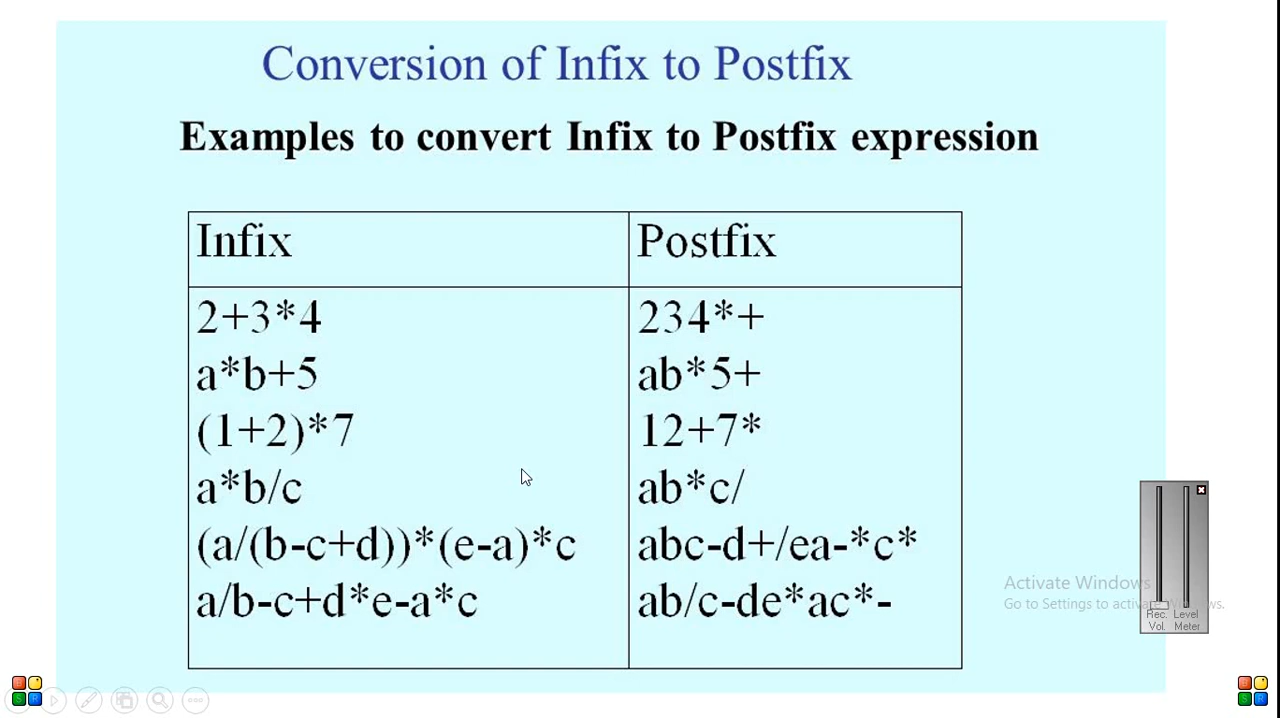 Conversion of Infix to Postfix
Examples to convert Infix to Postfix expression
Infix Postfix
2+3*4 234*+
a*b+5 ab*5+
(1+2)*7 12+7*
a*b/c ab*c/
(a/(b-c+d))*(e-a)*c abc-d+/ea-*c*
a/b-c+d*e-a*c ab/c-de*ac*-
Activate Windows
Go to Settings to activate Windows.
Rec. Level
Vol. Meter